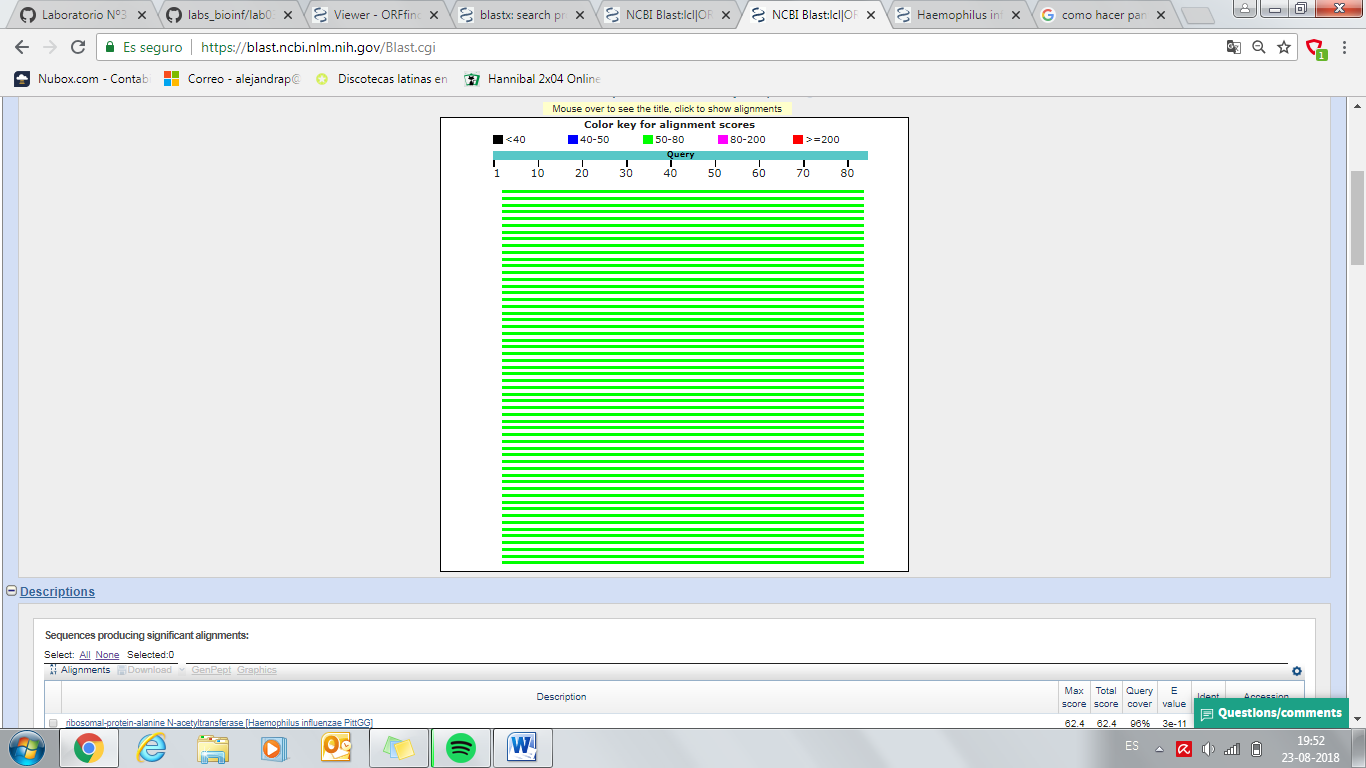 Laboratorio Nº3
labs_bioinf/lab03
Viewer - ORFfin
blastx: search pr
NCBI Blast:lcl|OR
NCBI Blast:lcl|OR
Haemophilus inf
como hacer pan
Es seguro
https://blast.ncbi.nlm.nih.gov/Blast.cgi
1
Nubox.com - Contab
Correo - alejandrap@
Discotecas latinas en
Hannibal 2x04 Online
Mouse over to see the title, click to show alignments
Color key for alignment scores
<40 40-50 50-80 80-200 >=200
Query
1 10 20 30 40 50 60 70 80
Descriptions
Sequences producing significant alignments:
Select: All None Selected:0
Alignments Download GenPept Graphics
Description
Max score
Total score
Query cover
E value
Ident
Accession
ribosomal-protein-alanine N-acetyltransferase [Haemophilus influenzae PittGG] 62.4 62.4 96% 3e-11
Questions/comments
ES
19:52
23-08-2018